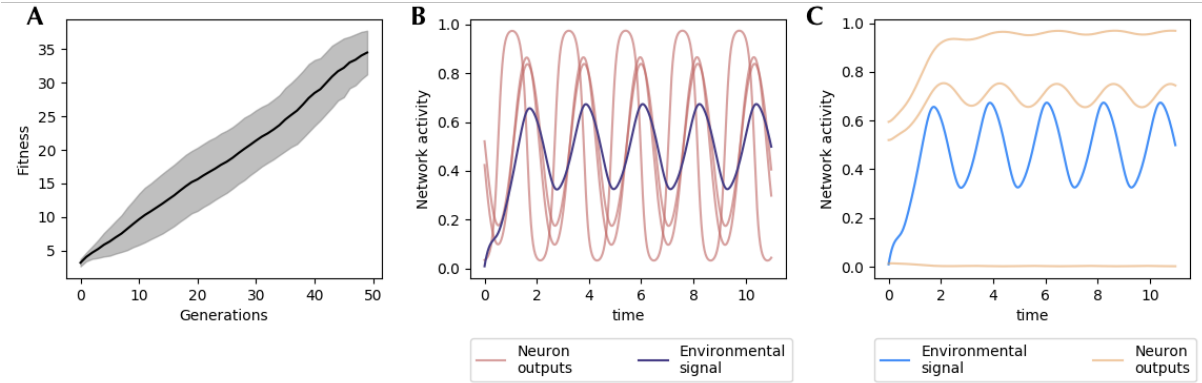 A
Fitness
35
30
25
20
15
10
5
0 10 20 30 40 50
Generations
B
Network activity
1.0
0.8
0.6
0.4
0.2
0.0
0 2 4 6 8 10
time
Neuron outputs
Environmental signal
C
Network activity
1.0
0.8
0.6
0.4
0.2
0.0
0 2 4 6 8 10
time
Environmental signal
Neuron outputs